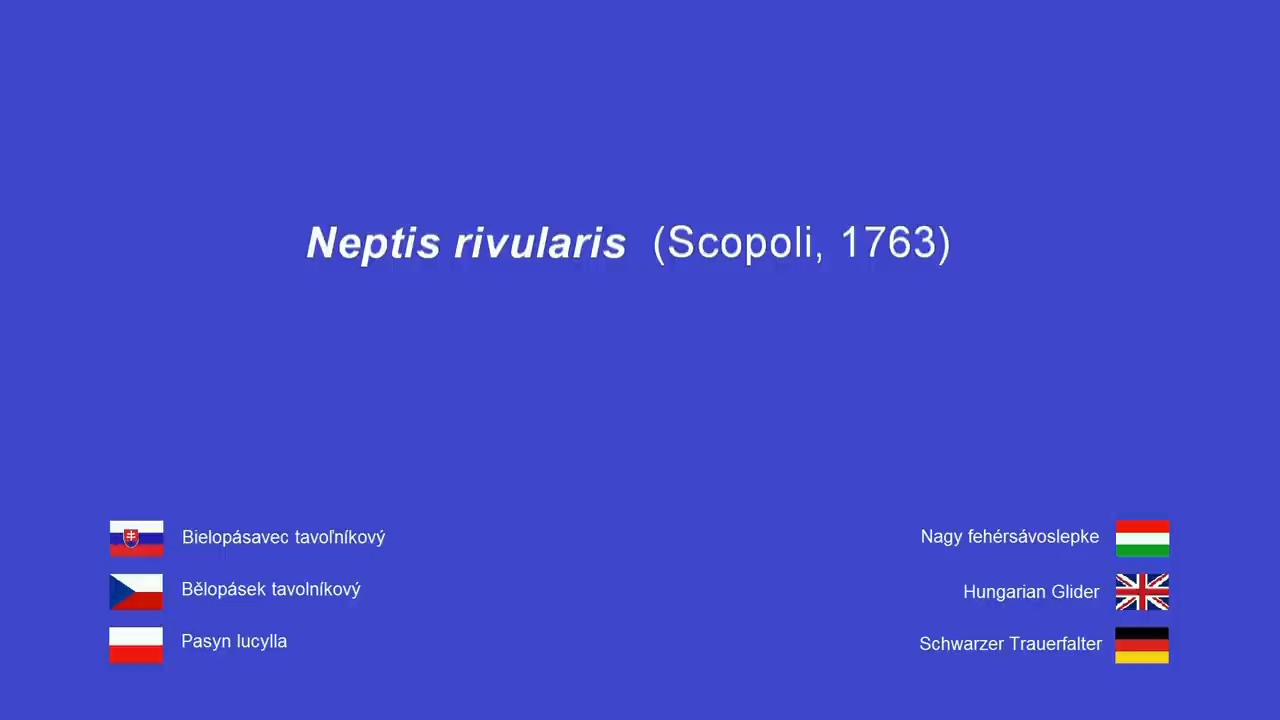 Neptis rivularis (Scopoli, 1763)
Bielopásavec tavoľníkový
Bělopásek tavolníkový
Pasyn lucylla
Nagy fehérsávoslepke
Hungarian Glider
Schwarzer Trauerfalter